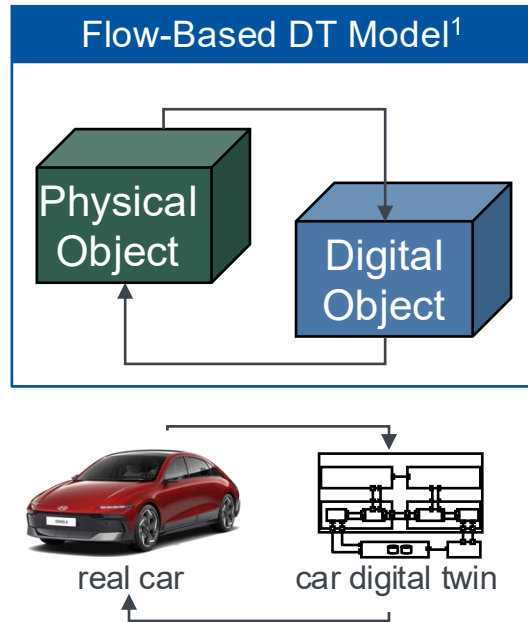 Flow-Based DT Model¹
Physical
Object
Digital
Object
real car
car digital twin